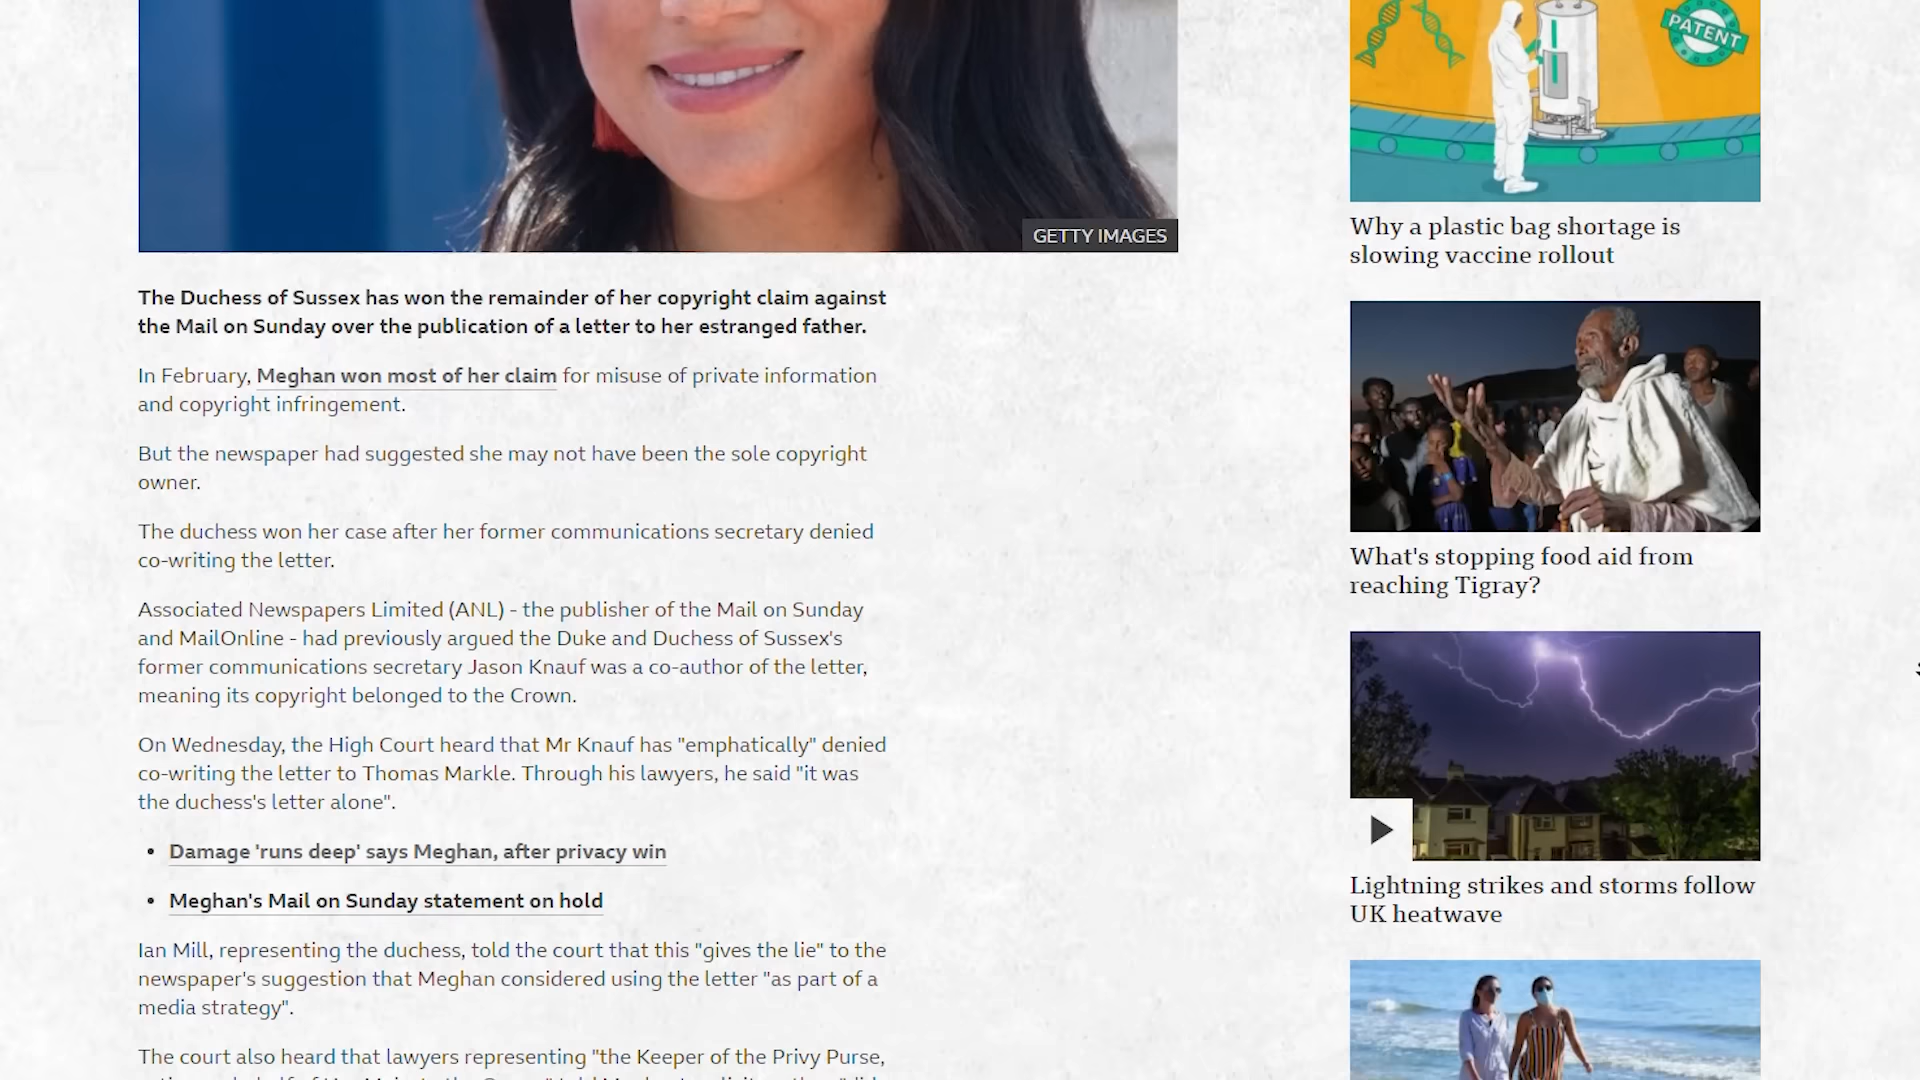 PATENT
GETTY IMAGES
The Duchess of Sussex has won the remainder of her copyright claim against
the Mail on Sunday over the publication of a letter to her estranged father.
In February, Meghan won most of her claim for misuse of private information
and copyright infringement.
But the newspaper had suggested she may not have been the sole copyright
owner.
The duchess won her case after her former communications secretary denied
co-writing the letter.
Associated Newspapers Limited (ANL) - the publisher of the Mail on Sunday
and MailOnline - had previously argued the Duke and Duchess of Sussex's
former communications secretary Jason Knauf was a co-author of the letter,
meaning its copyright belonged to the Crown.
On Wednesday, the High Court heard that Mr Knauf has "emphatically" denied
co-writing the letter to Thomas Markle. Through his lawyers, he said "it was
the duchess's letter alone".
• Damage 'runs deep' says Meghan, after privacy win
• Meghan's Mail on Sunday statement on hold
Ian Mill, representing the duchess, told the court that this "gives the lie" to the
newspaper's suggestion that Meghan considered using the letter "as part of a
media strategy".
The court also heard that lawyers representing "the Keeper of the Privy Purse,
Why a plastic bag shortage is
slowing vaccine rollout
What's stopping food aid from
reaching Tigray?
Lightning strikes and storms follow
UK heatwave